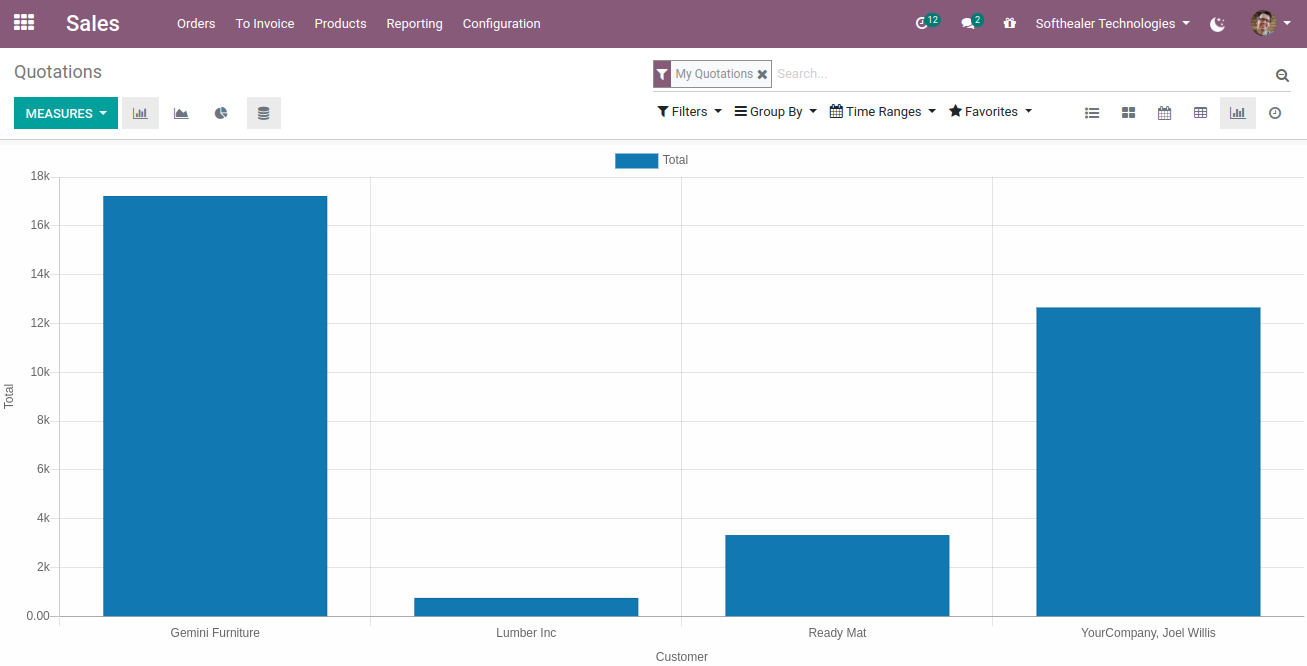 Sales Orders To Invoice Products Reporting Configuration 12 2 Softhealer Technologies
Quotations My Quotations Search...
MEASURES Filters Group By Time Ranges Favorites
Total
18k
16k
14k
12k
10k
8k
6k
4k
2k
0.00
Total
Gemini Furniture Lumber Inc Ready Mat YourCompany, Joel Willis
Customer